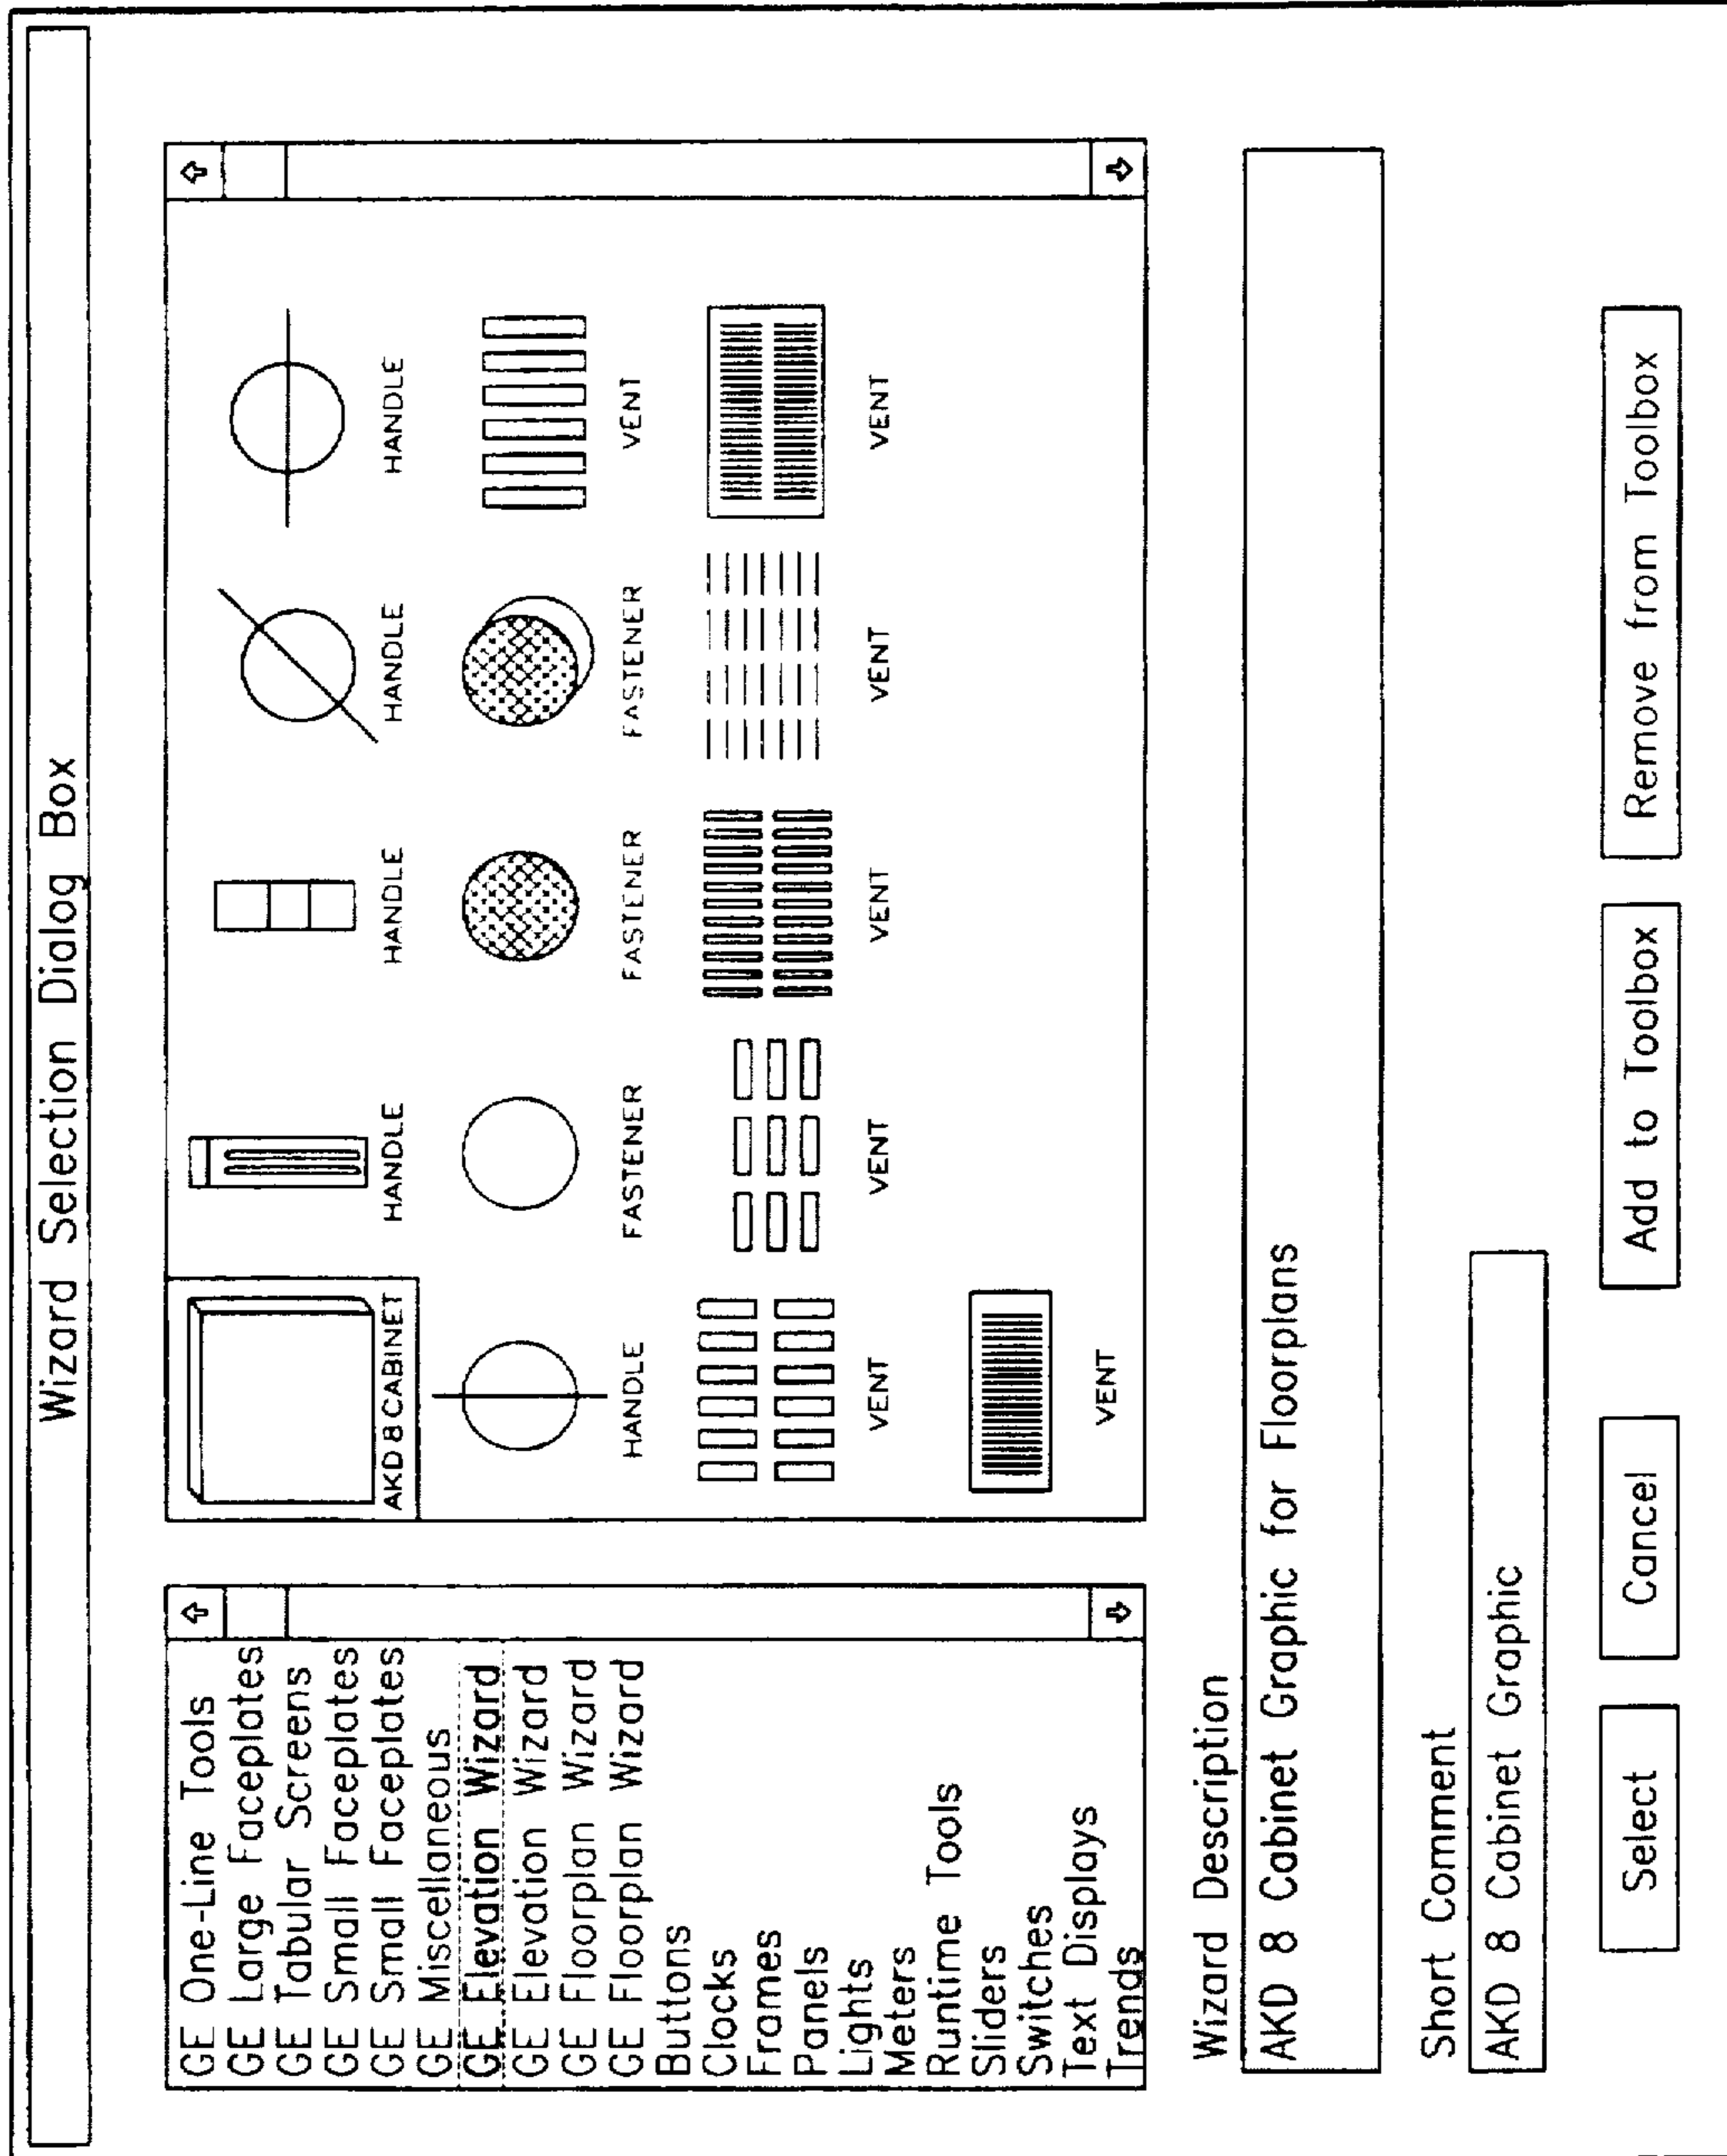 Wizard Selection Dialog Box
GE One-Line Tools
GE Large Faceplates
GE Tabular Screens
GE Small Faceplates
GE Small Faceplates
GE Miscellaneous
GE Elevation Wizard
GE Elevation Wizard
GE Floorplan Wizard
GE Floorplan Wizard
Buttons
Clocks
Frames
Panels
Lights
Meters
Runtime Tools
Sliders
Switches
Text Displays
Trends
AKD 8 CABINET
HANDLE
HANDLE
HANDLE
HANDLE
HANDLE
FASTENER
FASTENER
FASTENER
VENT
VENT
VENT
VENT
VENT
VENT
VENT
Wizard Description
AKD 8 Cabinet Graphic for Floorplans
Short Comment
AKD 8 Cabinet Graphic
Select
Cancel
Add to Toolbox
Remove from Toolbox